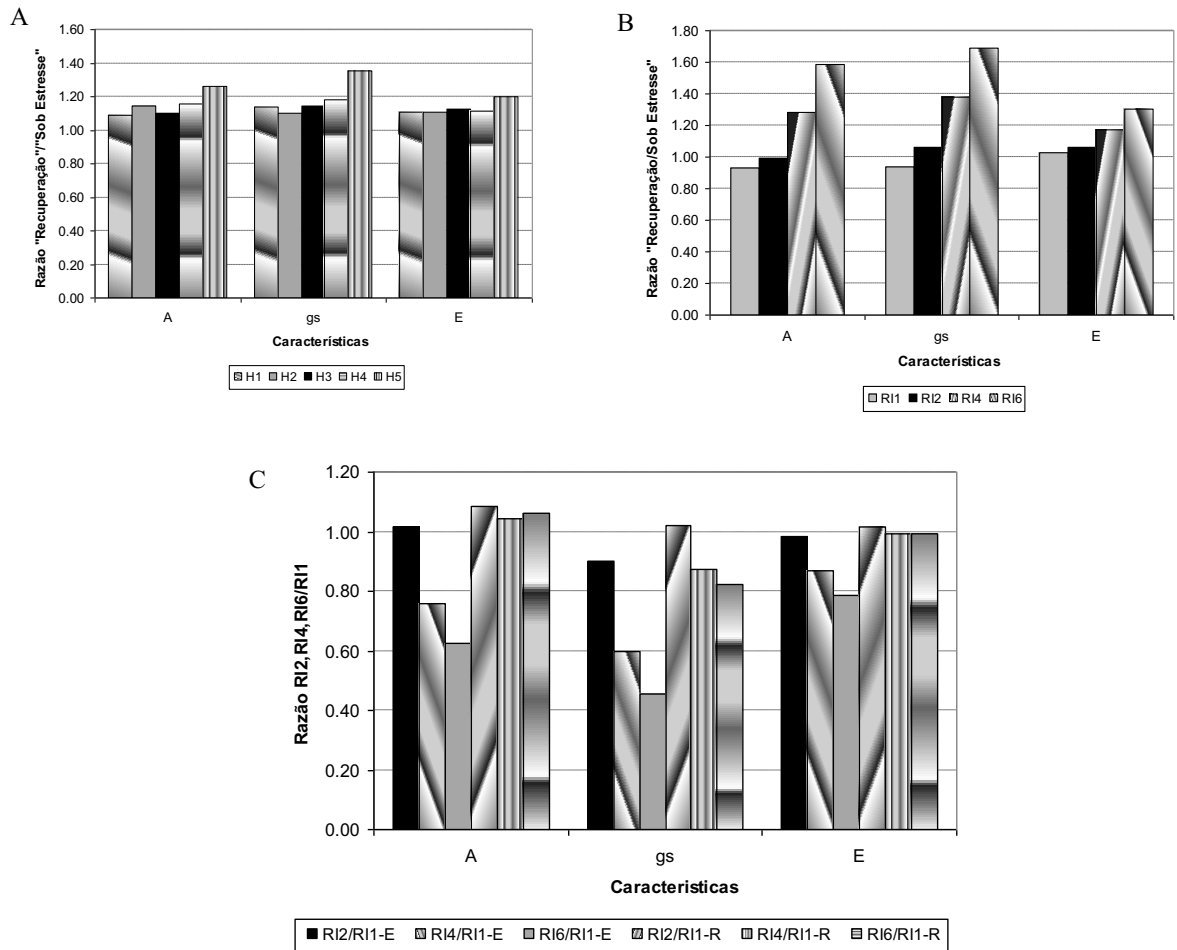 A
Razão "Recuperação"/"Sob Estresse"
1.60
1.40
1.20
1.00
0.80
0.60
0.40
0.20
0.00
A gs E
Características
H1 H2 H3 H4 H5
B
Razão "Recuperação/Sob Estresse"
1.80
1.60
1.40
1.20
1.00
0.80
0.60
0.40
0.20
0.00
A gs E
Características
RI1 RI2 RI4 RI6
C
Razão RI2,RI4,RI6/RI1
1.20
1.00
0.80
0.60
0.40
0.20
0.00
A gs E
Caracteristicas
RI2/RI1-E RI4/RI1-E RI6/RI1-E RI2/RI1-R RI4/RI1-R RI6/RI1-R